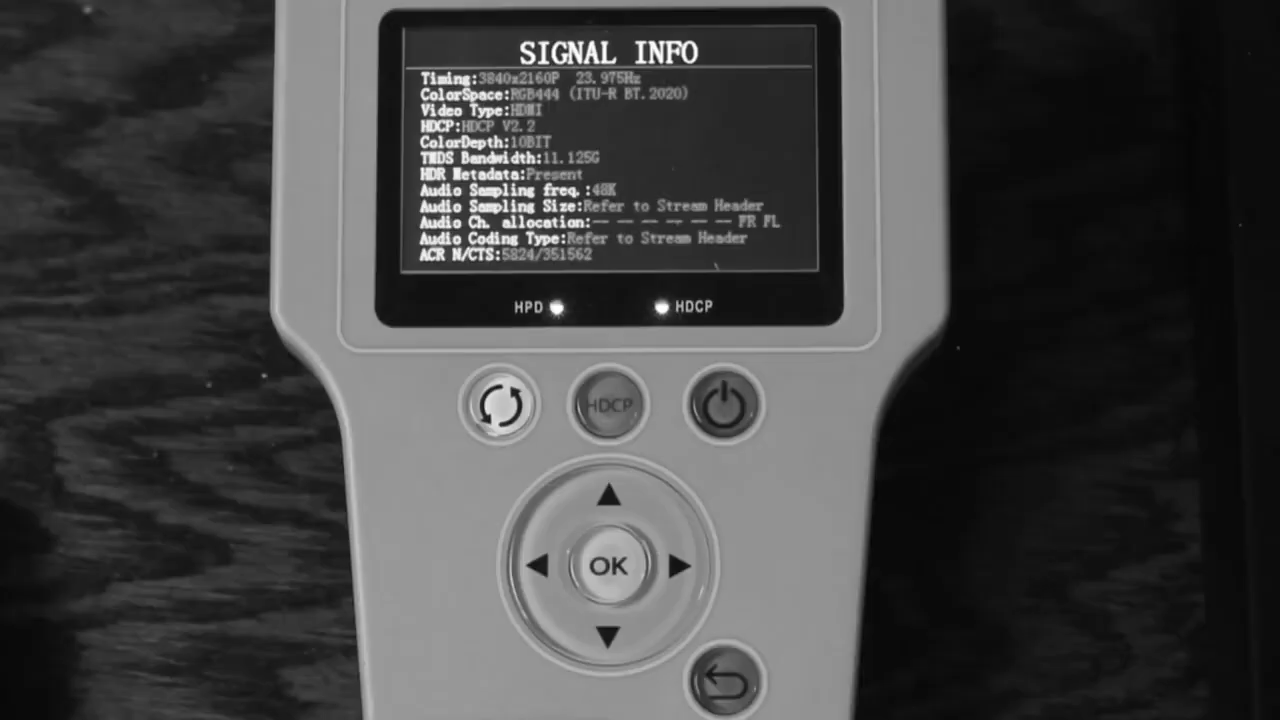 SIGNAL INFO
Timing:3840x2160P 23.975Hz
ColorSpace:RGB444 (ITU-R BT.2020)
Video Type:HDMI
HDCP:HDCP V2.2
ColorDepth:10BIT
TMDS Bandwidth:11.125G
HDR Metadata:Present
Audio Sampling freq.:48K
Audio Sampling Size:Refer to Stream Header
Audio Ch. allocation:— — — — — — FR FL
Audio Coding Type:Refer to Stream Header
ACR N/CTS:5824/351562
HPD HDCP
HDCP
OK